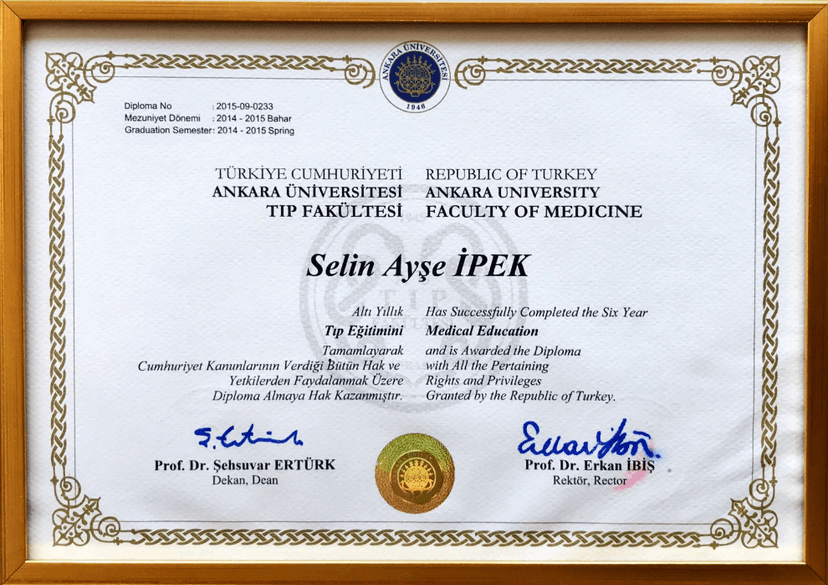 ANKARA ÜNİVERSİTESİ
1946
Diploma No : 2015-09-0233
Mezuniyet Dönemi : 2014 - 2015 Bahar
Graduation Semester: 2014 - 2015 Spring
TÜRKİYE CUMHURİYETİ
ANKARA ÜNİVERSİTESİ
TIP FAKÜLTESİ
REPUBLIC OF TURKEY
ANKARA UNIVERSITY
FACULTY OF MEDICINE
Selin Ayşe İPEK
TIP
Altı Yıllık
Tıp Eğitimini
Tamamlayarak
Cumhuriyet Kanunlarının Verdiği Bütün Hak ve
Yetkilerden Faydalanmak Üzere
Diploma Almaya Hak Kazanmıştır.
Has Successfully Completed the Six Year
Medical Education
and is Awarded the Diploma
with All the Pertaining
Rights and Privileges
Granted by the Republic of Turkey.
Prof. Dr. Şehsuvar ERTÜRK
Dekan, Dean
Prof. Dr. Erkan İBİŞ
Rektör, Rector